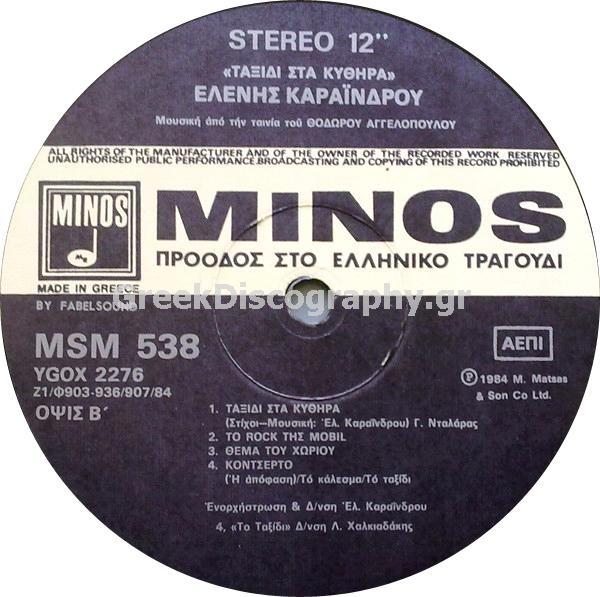 STEREO 12"
«ΤΑΞΙΔΙ ΣΤΑ ΚΥΘΗΡΑ»
ΕΛΕΝΗΣ ΚΑΡΑΪΝΔΡΟΥ
Μουσική ἀπό τήν ταινία τοῦ ΘΟΔΩΡΟΥ ΑΓΓΕΛΟΠΟΥΛΟΥ
ALL RIGHTS OF THE MANUFACTURER AND OF THE OWNER OF THE RECORDED WORK RESERVED
UNAUTHORISED PUBLIC PERFORMANCE.BROADCASTING AND COPYING OF THIS RECORD PROHIBITED
MINOS
MINOS
ΠΡΟΟΔΟΣ ΣΤΟ ΕΛΛΗΝΙΚΟ ΤΡΑΓΟΥΔΙ
MADE IN GREECE
GreekDiscography.gr
BY FABELSOUND
MSM 538
ΑΕΠΙ
YGOX 2276
Ζ1/Φ903-936/907/84
ΟΨΙΣ Β΄
℗ 1984 M. Matsas
& Son Co Ltd.
1. ΤΑΞΙΔΙ ΣΤΑ ΚΥΘΗΡΑ
(Στίχοι-Μουσική: Ἑλ. Καραΐνδρου) Γ. Νταλάρας
2. ΤΟ ROCK ΤΗΣ MOBIL
3. ΘΕΜΑ ΤΟΥ ΧΩΡΙΟΥ
4. ΚΟΝΤΣΕΡΤΟ
(Ἡ ἀπόφαση)/Τό κάλεσμα/Τό ταξίδι
Ἐνορχήστρωση & Δ/νση Ἑλ. Καραΐνδρου
4, «Το Ταξίδι» Δ/νση Λ. Χαλκιαδάκης